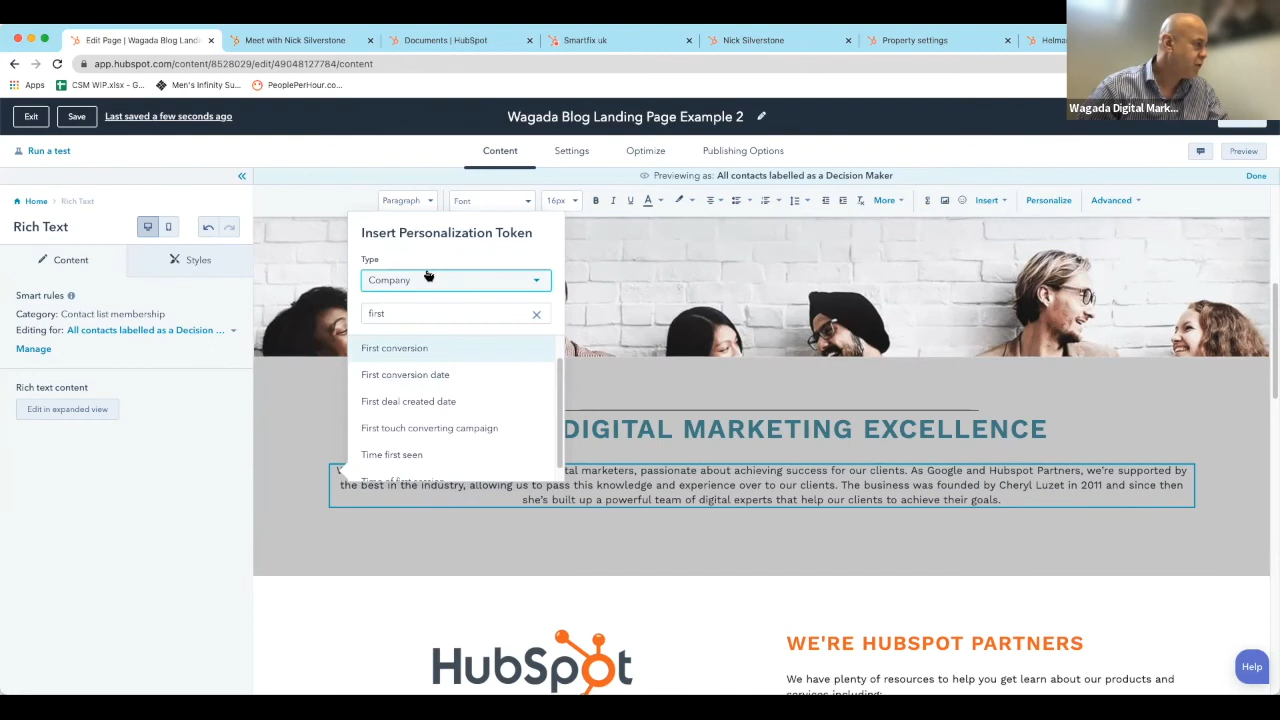 Edit Page | Wagada Blog Landi
Meet with Nick Silverstone
Documents | HubSpot
Smartfix uk
Nick Silverstone
Property settings
Helma
app.hubspot.com/content/8528029/edit/49048127784/content
Apps
CSM WIP.xlsx - G...
Men's Infinity Su...
PeoplePerHour.co...
Wagada Digital Mark...
Exit
Save
Last saved a few seconds ago
Wagada Blog Landing Page Example 2
Run a test
Content
Settings
Optimize
Publishing Options
Preview
Previewing as: All contacts labelled as a Decision Maker
Done
Home
Rich Text
Paragraph
Font
16px
B
I
U
A
More
Insert
Personalize
Advanced
Rich Text
Content
Styles
Smart rules
Category: Contact list membership
Editing for: All contacts labelled as a Decision ...
Manage
Rich text content
Edit in expanded view
Insert Personalization Token
Type
Company
first
First conversion
First conversion date
First deal created date
First touch converting campaign
Time first seen
Time of first session
DIGITAL MARKETING EXCELLENCE
tal marketers, passionate about achieving success for our clients. As Google and Hubspot Partners, we're supported by
the best in the industry, allowing us to pass this knowledge and experience over to our clients. The business was founded by Cheryl Luzet in 2011 and since then
she's built up a powerful team of digital experts that help our clients to achieve their goals.
HubSpot
WE'RE HUBSPOT PARTNERS
We have plenty of resources to help you get learn about our products and
services including:
Help